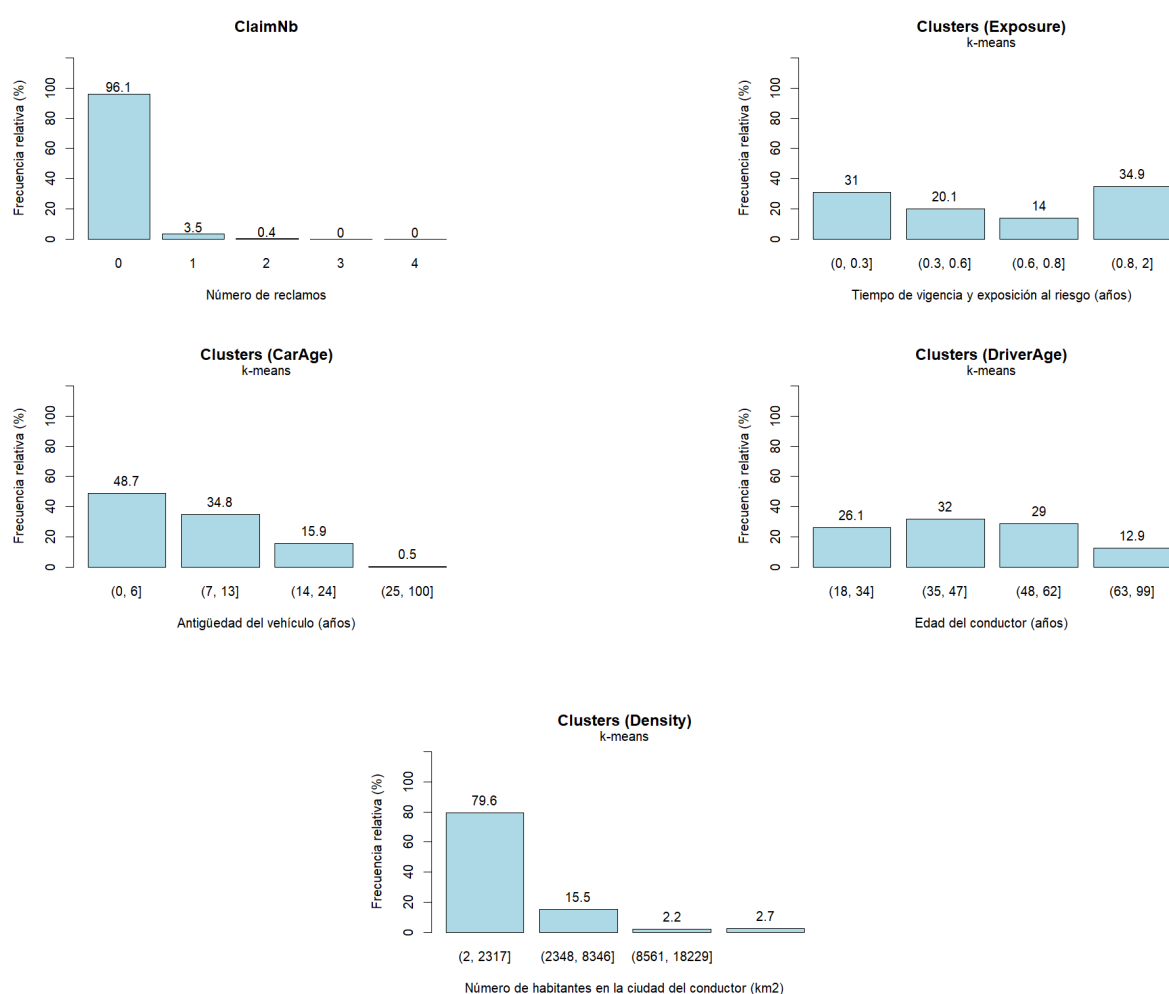 ClaimNb
Frecuencia relativa (%)
0 20 40 60 80 100
96.1
3.5
0.4
0
0
0 1 2 3 4
Número de reclamos
Clusters (Exposure)
k-means
Frecuencia relativa (%)
0 20 40 60 80 100
31
20.1
14
34.9
(0, 0.3] (0.3, 0.6] (0.6, 0.8] (0.8, 2]
Tiempo de vigencia y exposición al riesgo (años)
Clusters (CarAge)
k-means
Frecuencia relativa (%)
0 20 40 60 80 100
48.7
34.8
15.9
0.5
(0, 6] (7, 13] (14, 24] (25, 100]
Antigüedad del vehículo (años)
Clusters (DriverAge)
k-means
Frecuencia relativa (%)
0 20 40 60 80 100
26.1
32
29
12.9
(18, 34] (35, 47] (48, 62] (63, 99]
Edad del conductor (años)
Clusters (Density)
k-means
Frecuencia relativa (%)
0 20 40 60 80 100
79.6
15.5
2.2
2.7
(2, 2317] (2348, 8346] (8561, 18229]
Número de habitantes en la ciudad del conductor (km2)